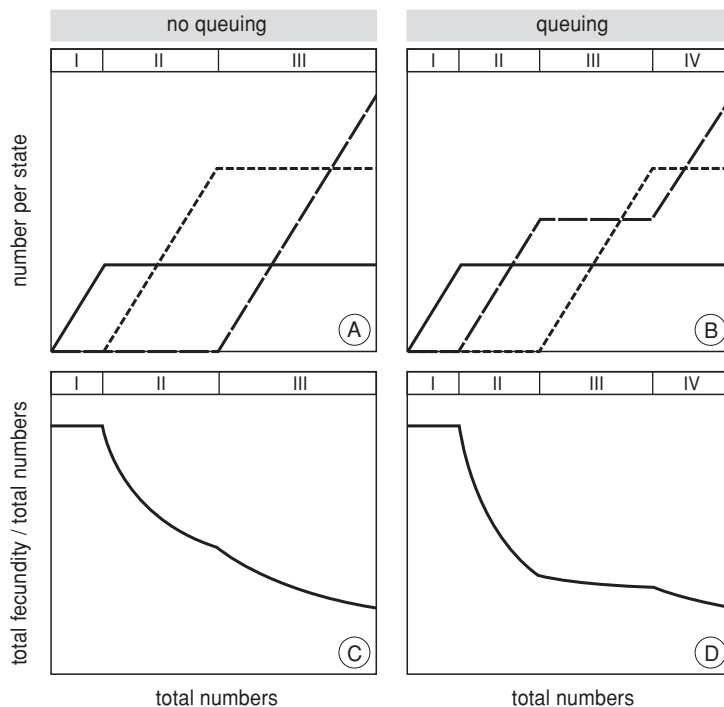 no queuing
queuing
I II III
I II III IV
number per state
A
B
I II III
I II III IV
total fecundity / total numbers
C
D
total numbers
total numbers